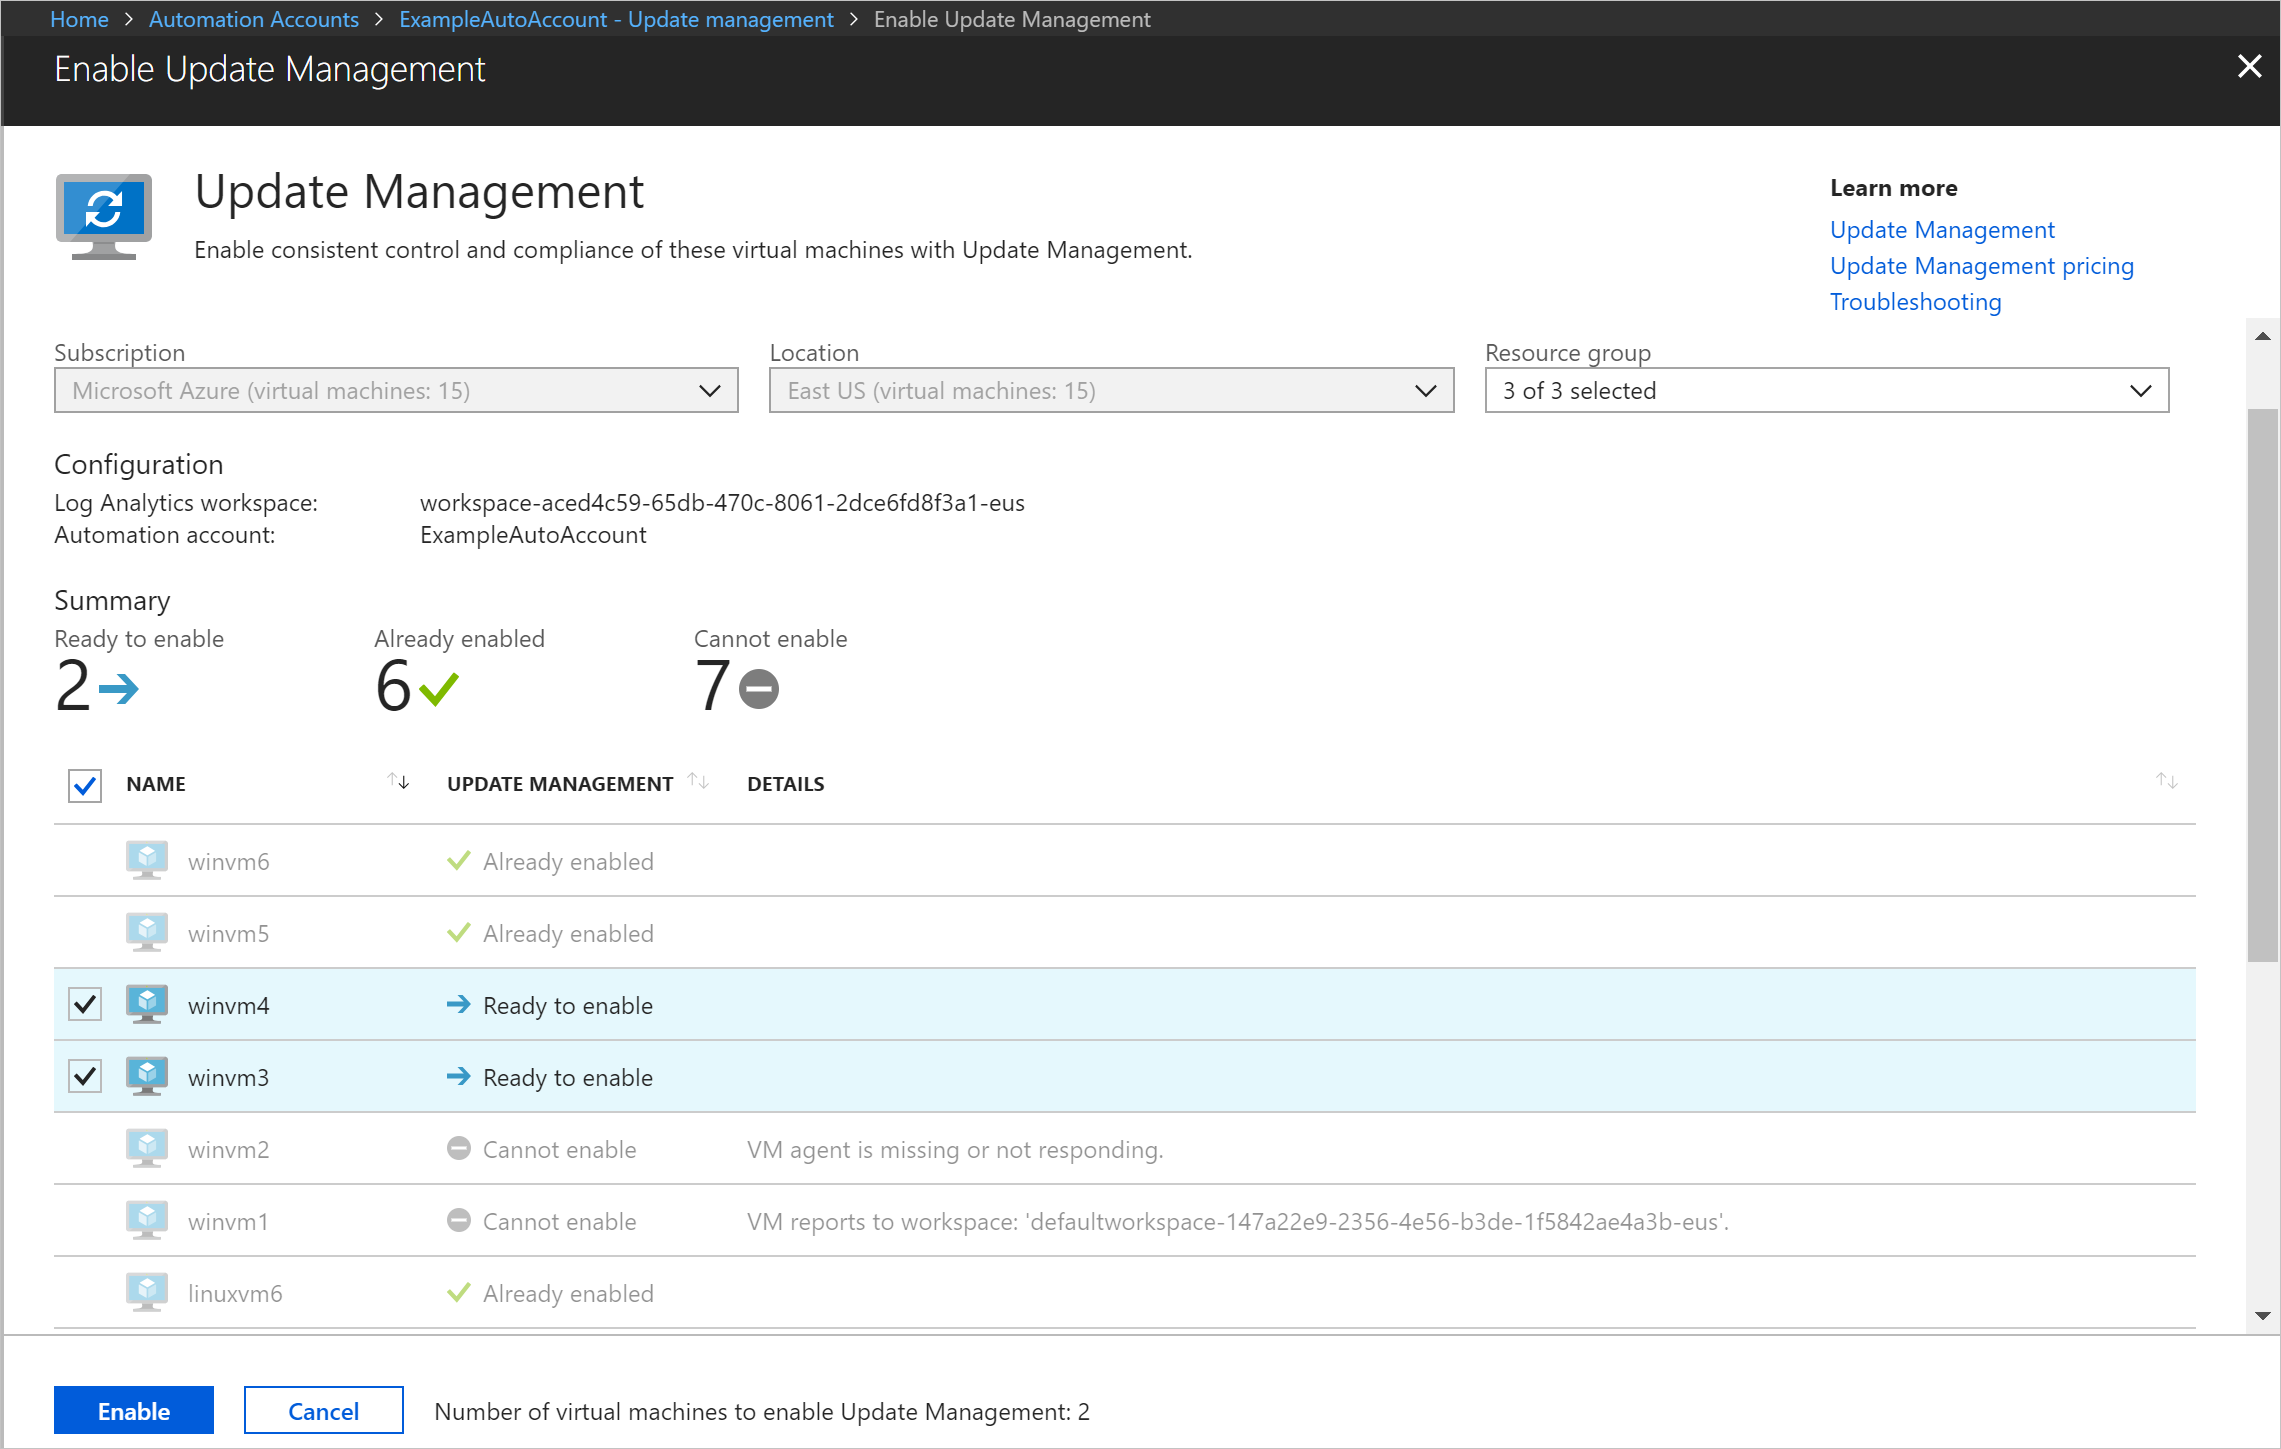 Home > Automation Accounts > ExampleAutoAccount - Update management > Enable Update Management
Enable Update Management
Update Management
Enable consistent control and compliance of these virtual machines with Update Management.
Learn more
Update Management
Update Management pricing
Troubleshooting
Subscription Location Resource group
Microsoft Azure (virtual machines: 15) East US (virtual machines: 15) 3 of 3 selected
Configuration
Log Analytics workspace: workspace-aced4c59-65db-470c-8061-2dce6fd8f3a1-eus
Automation account: ExampleAutoAccount
Summary
Ready to enable Already enabled Cannot enable
2 6 7
NAME UPDATE MANAGEMENT DETAILS
winvm6 Already enabled
winvm5 Already enabled
winvm4 Ready to enable
winvm3 Ready to enable
winvm2 Cannot enable VM agent is missing or not responding.
winvm1 Cannot enable VM reports to workspace: 'defaultworkspace-147a22e9-2356-4e56-b3de-1f5842ae4a3b-eus'.
linuxvm6 Already enabled
Enable Cancel Number of virtual machines to enable Update Management: 2